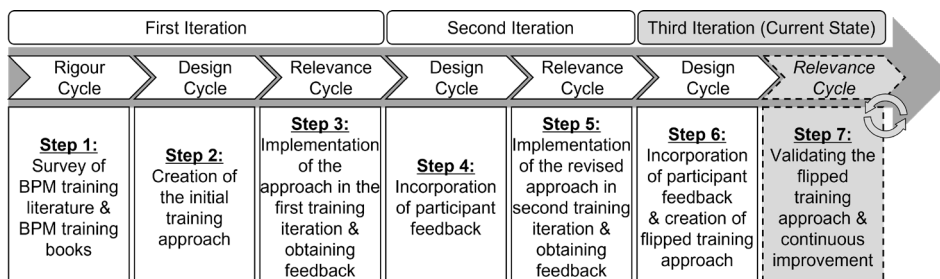 First Iteration
Second Iteration
Third Iteration (Current State)
Rigour
Cycle
Design
Cycle
Relevance
Cycle
Design
Cycle
Relevance
Cycle
Design
Cycle
Relevance
Cycle
Step 1:
Survey of
BPM training
literature &
BPM training
books
Step 2:
Creation of
the initial
training
approach
Step 3:
Implementation
of the
approach in the
first training
iteration &
obtaining
feedback
Step 4:
Incorporation
of participant
feedback
Step 5:
Implementation
of the revised
approach in
second training
iteration &
obtaining
feedback
Step 6:
Incorporation
of participant
feedback
& creation of
flipped training
approach
Step 7:
Validating the
flipped
training
approach &
continuous
improvement